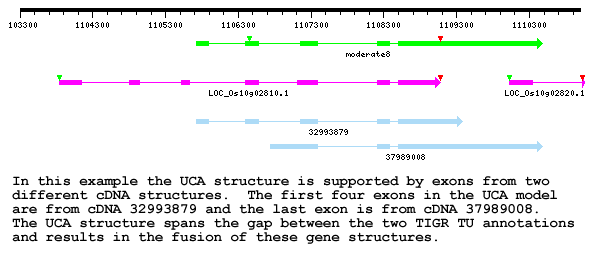 103300 1104300 1105300 1106300 1107300 1108300 1109300 1110300
moderate8
LOC_Os10g02810.1 LOC_Os10g02820.1
32993879
37989008
In this example the UCA structure is supported by exons from two
different cDNA structures. The first four exons in the UCA model
are from cDNA 32993879 and the last exon is from cDNA 37989008.
The UCA structure spans the gap between the two TIGR TU annotations
and results in the fusion of these gene structures.